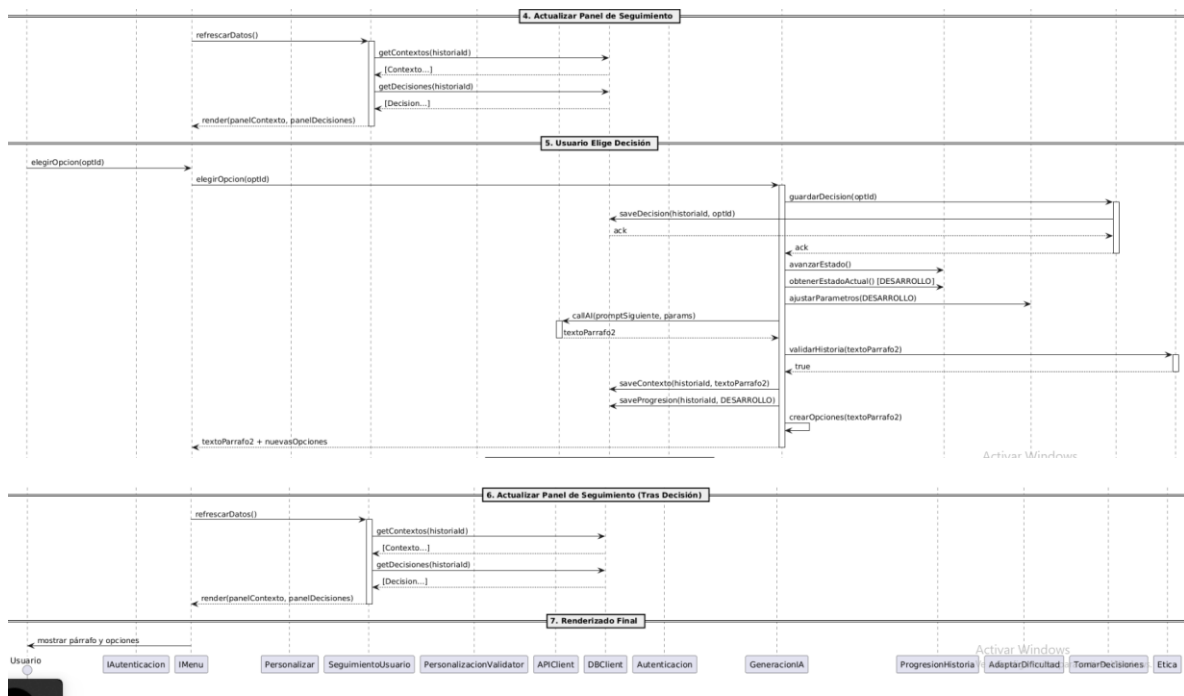 4. Actualizar Panel de Seguimiento
refrescarDatos()
getContextos(historiaId)
[Contexto...]
getDecisiones(historiaId)
[Decision...]
render(panelContexto, panelDecisiones)
5. Usuario Elige Decisión
elegirOpcion(optId)
elegirOpcion(optId)
guardarDecision(optId)
saveDecision(historiaId, optId)
ack
ack
avanzarEstado()
obtenerEstadoActual() [DESARROLLO]
ajustarParametros(DESARROLLO)
callAI(promptSiguiente, params)
textoParrafo2
validarHistoria(textoParrafo2)
true
saveContexto(historiaId, textoParrafo2)
saveProgresion(historiaId, DESARROLLO)
crearOpciones(textoParrafo2)
textoParrafo2 + nuevasOpciones
Activar Windows
6. Actualizar Panel de Seguimiento (Tras Decisión)
refrescarDatos()
getContextos(historiaId)
[Contexto...]
getDecisiones(historiaId)
[Decision...]
render(panelContexto, panelDecisiones)
7. Renderizado Final
mostrar párrafo y opciones
Activar Windows
Usuario IAutenticacion IMenu Personalizar SeguimientoUsuario PersonalizacionValidator APIClient DBClient Autenticacion GeneracionIA ProgresionHistoria AdaptarDificultad TomarDecisiones Etica